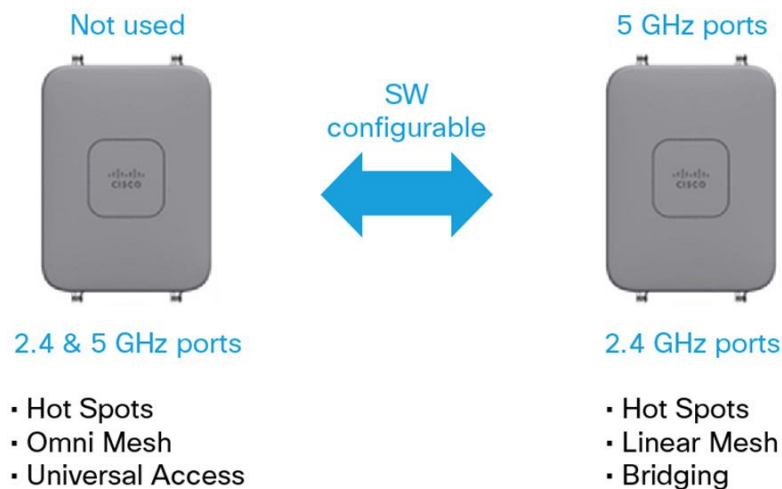 Not used
CISCO
2.4 & 5 GHz ports
▪ Hot Spots
▪ Omni Mesh
▪ Universal Access
SW
configurable
5 GHz ports
CISCO
2.4 GHz ports
▪ Hot Spots
▪ Linear Mesh
▪ Bridging